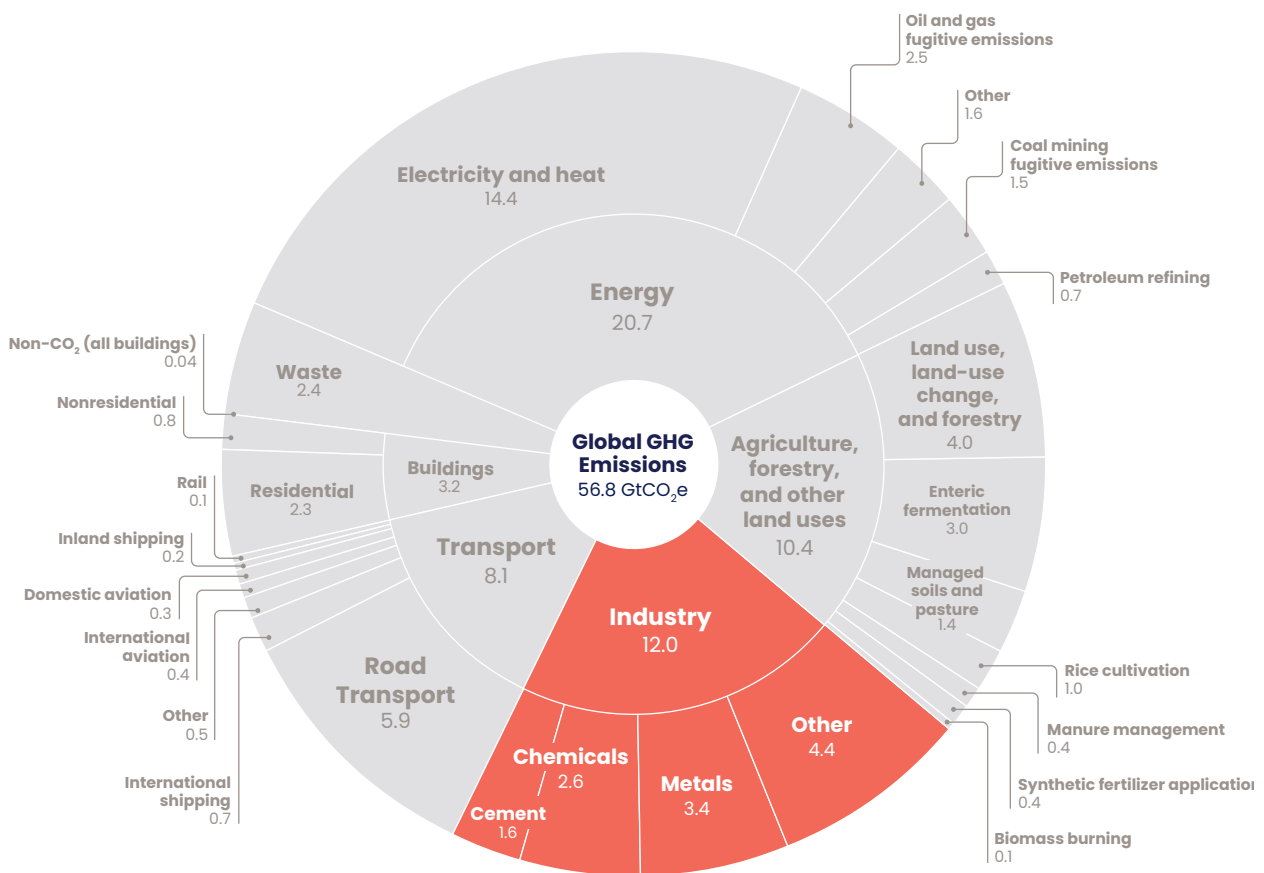 Oil and gas
fugitive emissions
2.5
Other
1.6
Coal mining
fugitive emissions
1.5
Petroleum refining
0.7
Electricity and heat
14.4
Energy
20.7
Non-CO₂ (all buildings)
0.04
Waste
2.4
Nonresidential
0.8
Land use,
land-use
change,
and forestry
4.0
Global GHG
Emissions
56.8 GtCO₂e
Agriculture,
forestry,
and other
land uses
10.4
Buildings
3.2
Residential
2.3
Enteric
fermentation
3.0
Rail
0.1
Inland shipping
0.2
Transport
8.1
Managed
soils and
pasture
1.4
Domestic aviation
0.3
International
aviation
0.4
Industry
12.0
Road
Transport
5.9
Rice cultivation
1.0
Other
0.5
Manure management
0.4
International
shipping
0.7
Chemicals
2.6
Metals
3.4
Other
4.4
Cement
1.6
Synthetic fertilizer application
0.4
Biomass burning
0.1